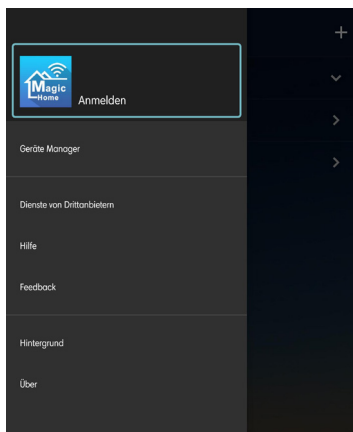 Magic
Home
Anmelden
Geräte Manager
Dienste von Drittanbietern
Hilfe
Feedback
Hintergrund
Über